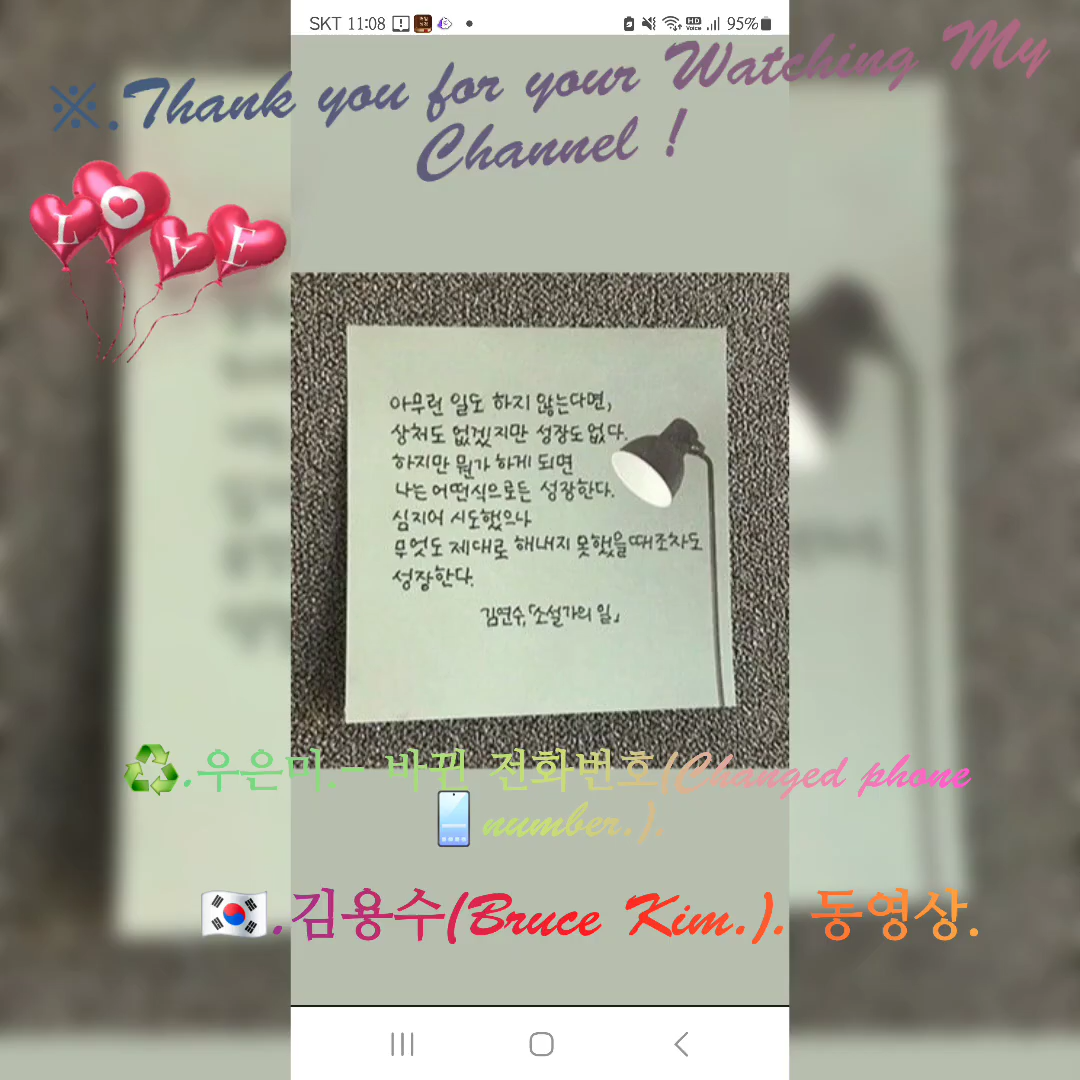 SKT 11:08
HD Voice 95%
※.Thank you for your Watching My
Channel !
L O V E
아무런 일도 하지 않는다면,
상처도 없겠지만 성장도 없다.
하지만 뭔가 하게 되면
나는 어떤식으로든 성장한다.
심지어 시도했으나
무엇도 제대로 해내지 못했을때조차도
성장한다.
김연수,「소설가의 일」
♻️.우은미.- 바뀐 전화번호(Changed phone
📱number.).
🇰🇷.김용수(Bruce Kim.). 동영상.